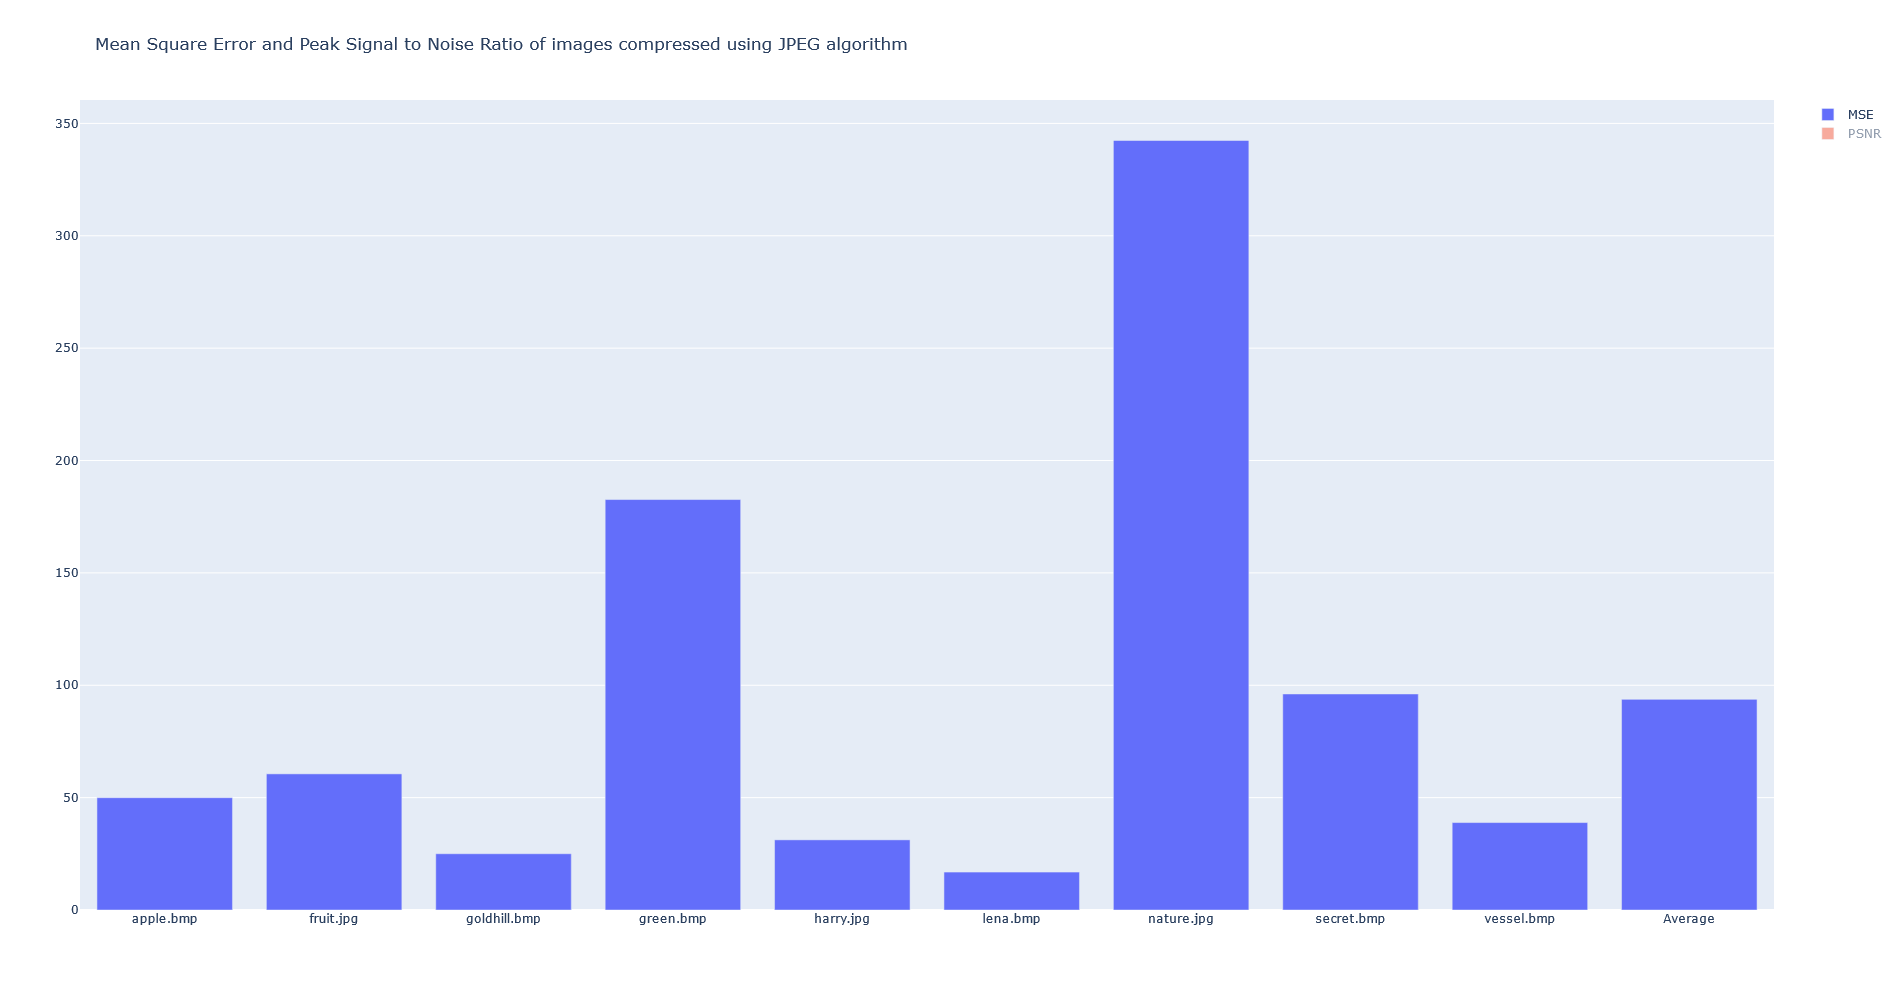 Mean Square Error and Peak Signal to Noise Ratio of images compressed using JPEG algorithm
MSE
PSNR
350
300
250
200
150
100
50
0
apple.bmp fruit.jpg goldhill.bmp green.bmp harry.jpg lena.bmp nature.jpg secret.bmp vessel.bmp Average